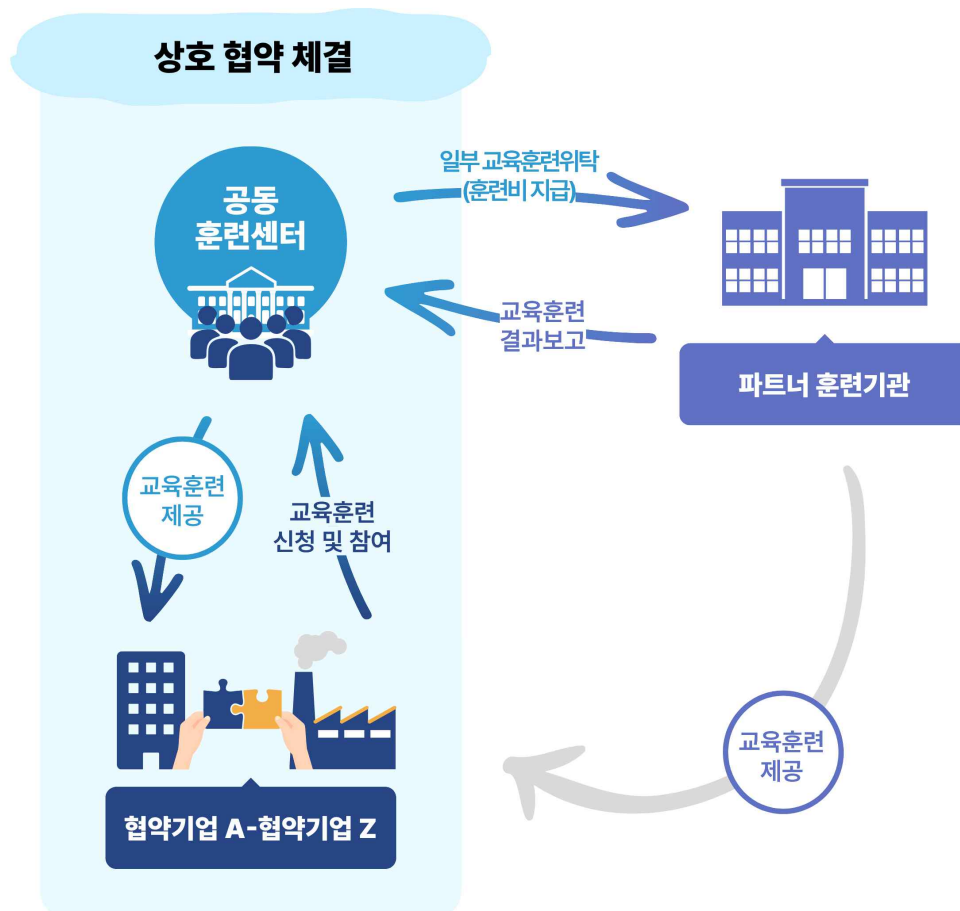 상호 협약 체결
일부 교육훈련위탁
(훈련비 지급)
공동
훈련센터
교육훈련
결과보고
파트너 훈련기관
교육훈련
제공
교육훈련
신청 및 참여
교육훈련
제공
협약기업 A-협약기업 Z